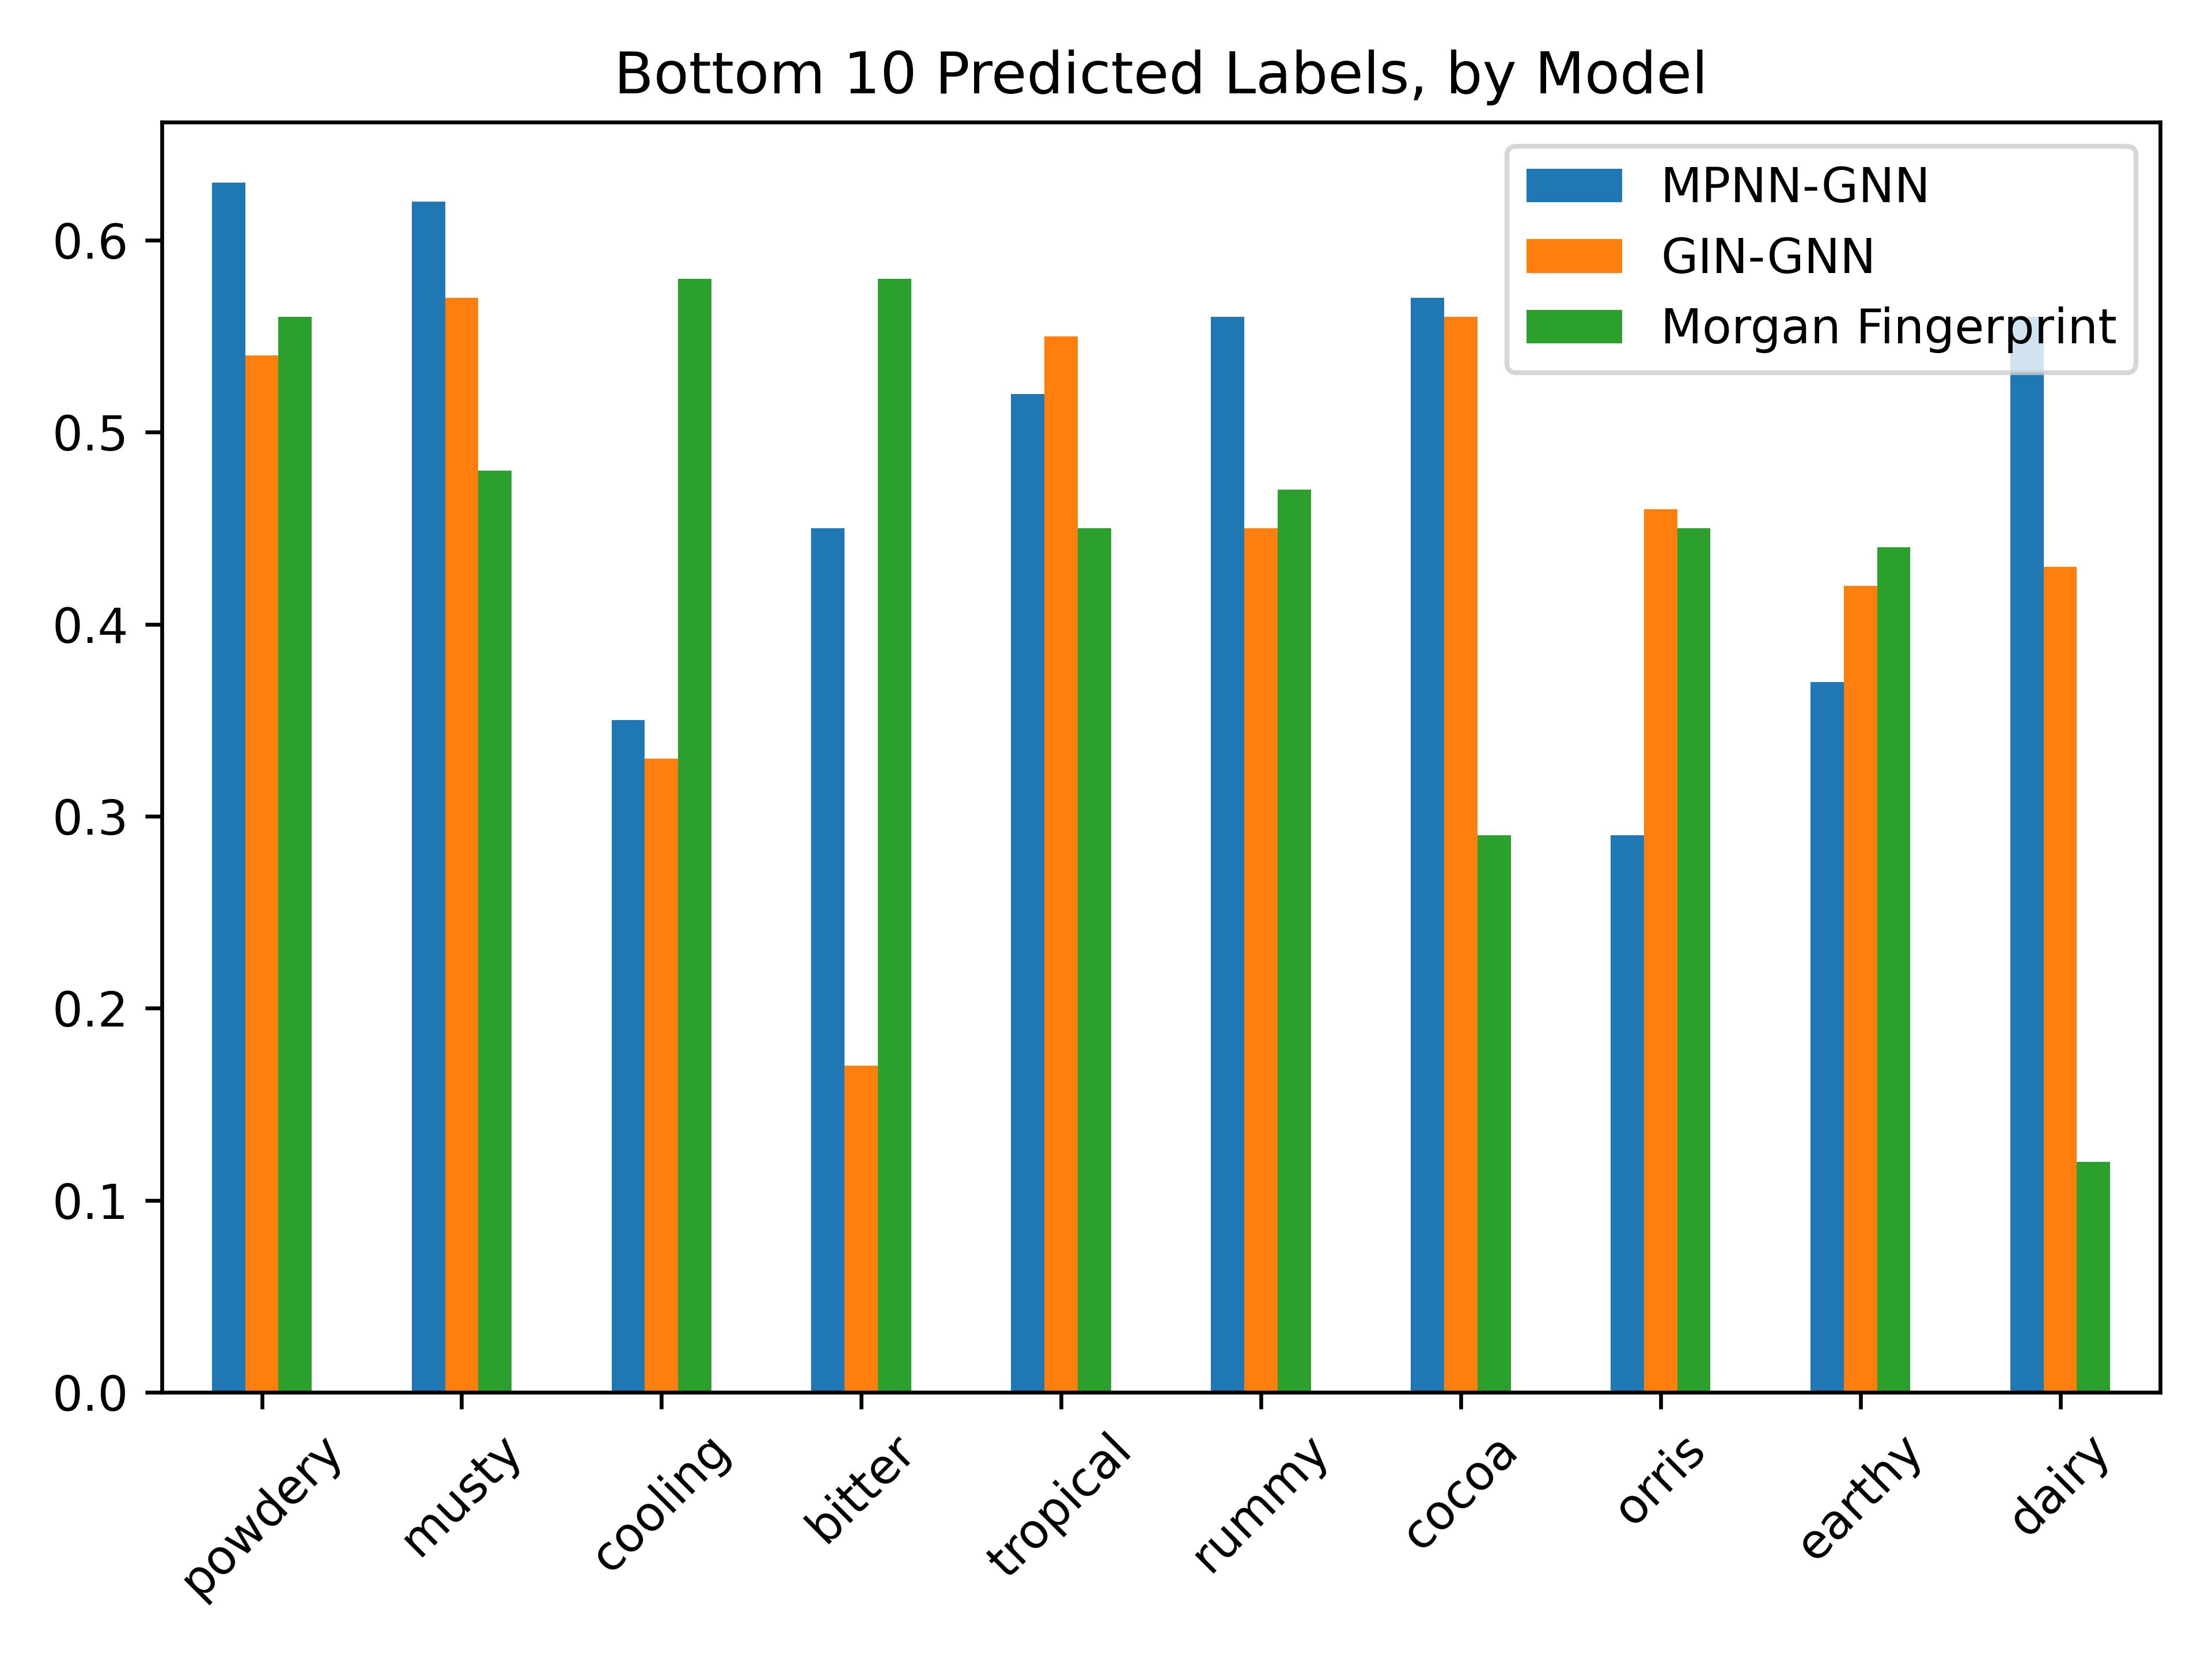 Bottom 10 Predicted Labels, by Model
MPNN-GNN
GIN-GNN
Morgan Fingerprint
0.6
0.5
0.4
0.3
0.2
0.1
0.0
powdery
musty
cooling
bitter
tropical
rummy
cocoa
orris
earthy
dairy